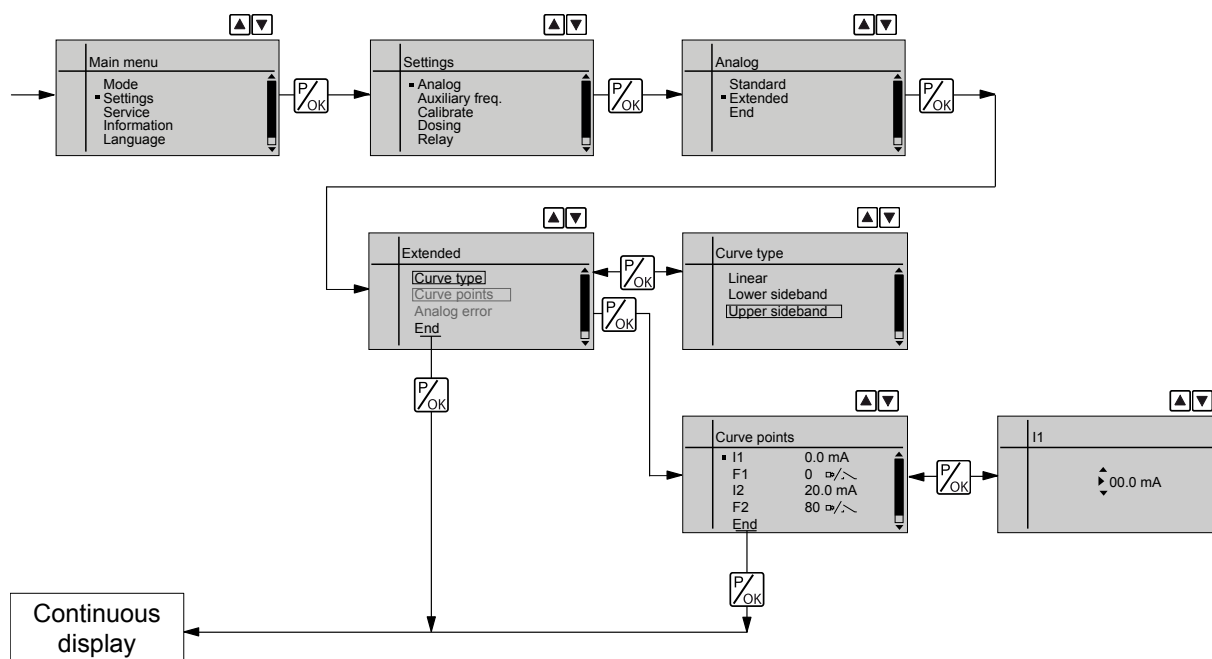 Main menu
Mode
Settings
Service
Information
Language
P/OK
Settings
Analog
Auxiliary freq.
Calibrate
Dosing
Relay
P/OK
Analog
Standard
Extended
End
P/OK
Extended
Curve type
Curve points
Analog error
End
P/OK
P/OK
Curve type
Linear
Lower sideband
Upper sideband
P/OK
Curve points
I1 0.0 mA
F1 0
I2 20.0 mA
F2 80
End
P/OK
I1
00.0 mA
P/OK
Continuous
display